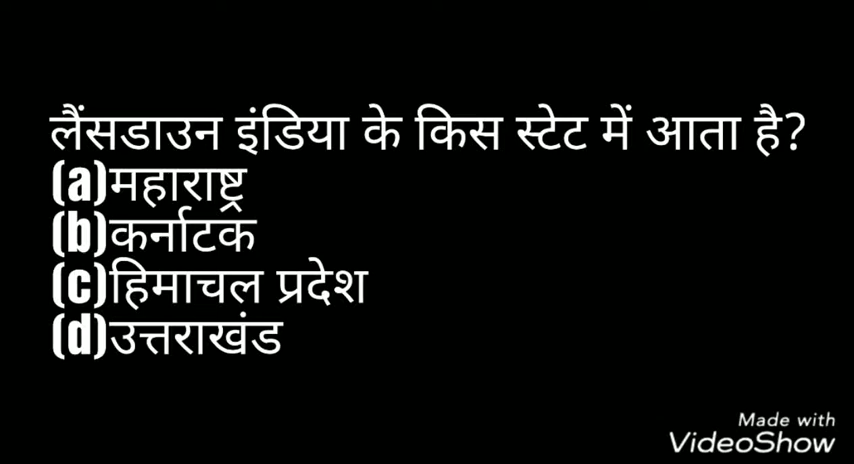 लैंसडाउन इंडिया के किस स्टेट में आता है?
(a)महाराष्ट्र
(b)कर्नाटक
(c)हिमाचल प्रदेश
(d)उत्तराखंड
Made with
VideoShow